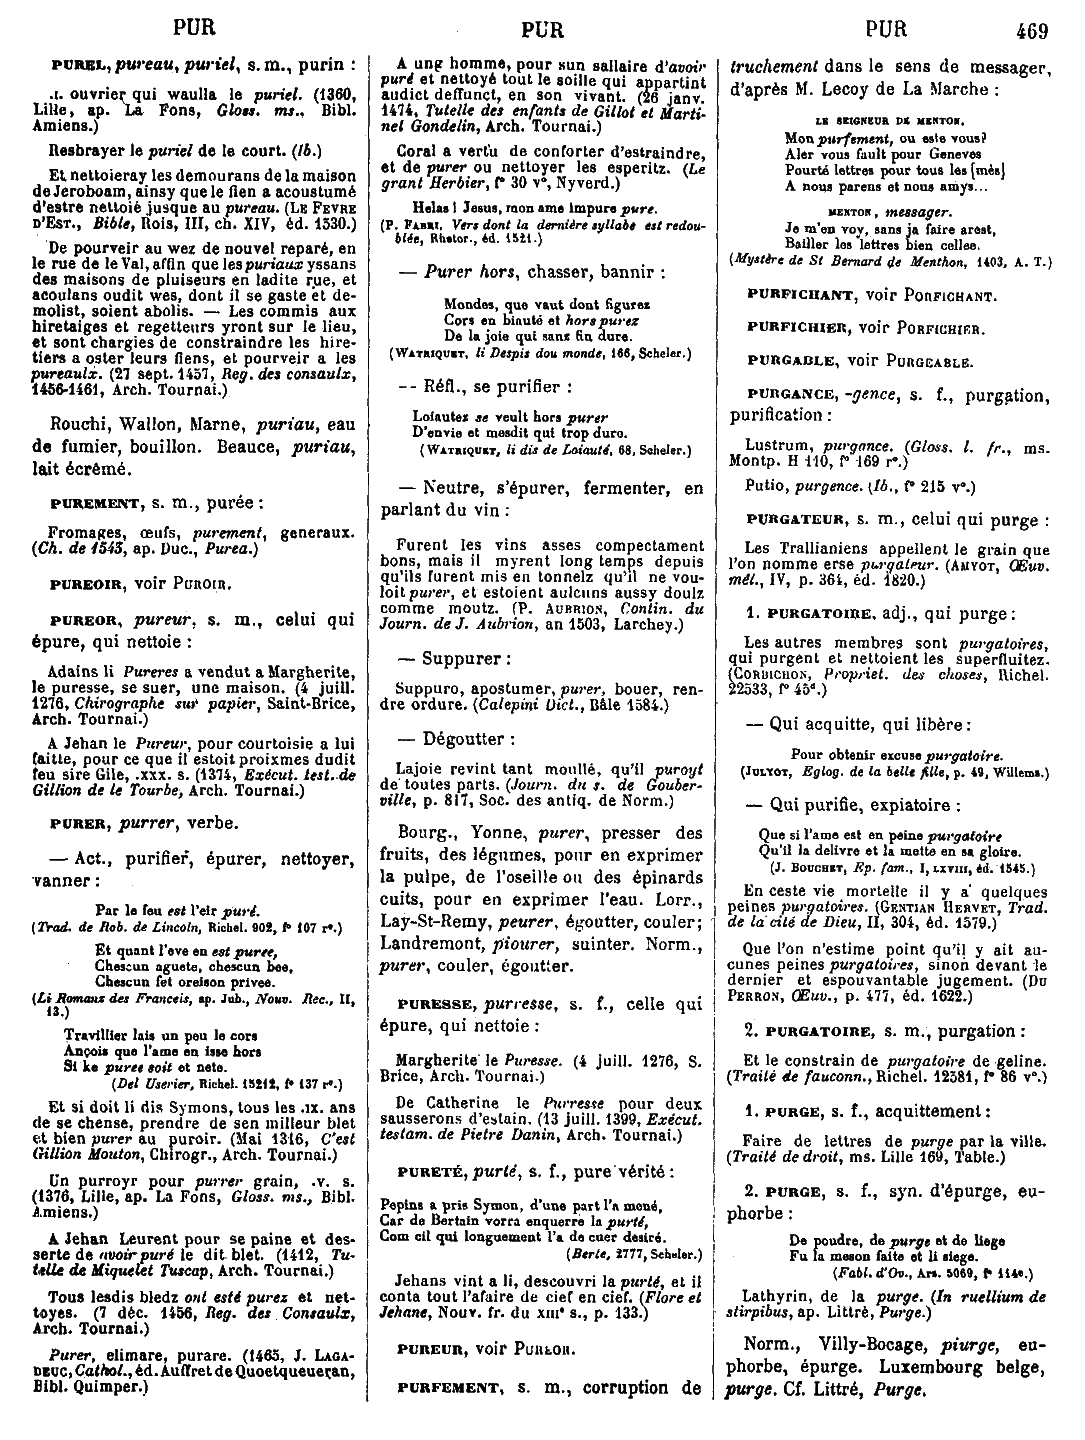 PUR
PUR
PUR
469
PUREL, pureau, puriel, s. m., purin :
.I. ouvrier qui waulla le puriel. (1360,
Lille, ap. La Fons, Gloss. ms., Bibl.
Amiens.)
Resbrayer le puriel de le court. (Ib.)
Et nettoieray les demourans de la maison
de Jeroboam, ainsy que le fien a acoustumé
d'estre nettoié jusque au pureau. (LE FEVRE
D'EST., Bible, Rois, III, ch. XIV, éd. 1530.)
De pourveir au wez de nouvel reparé, en
le rue de le Val, affin que les puriaux yssans
des maisons de pluiseurs en ladite rue, et
acoulans oudit wes, dont il se gaste et de-
molist, soient abolis. — Les commis aux
hiretaiges et regetteurs yront sur le lieu,
et sont chargies de constraindre les hire-
tiers a oster leurs fiens, et pourveir a les
pureaulx. (27 sept. 1457, Reg. des consaulx,
1456-1461, Arch. Tournai.)
Rouchi, Wallon, Marne, puriau, eau
de fumier, bouillon. Beauce, puriau,
lait écrêmé.
PUREMENT, s. m., purée :
Fromages, œufs, purement, generaux.
(Ch. de 1543, ap. Duc., Purea.)
PUREOIR, voir PUROIR.
PUREOR, pureur, s. m., celui qui
épure, qui nettoie :
Adains li Pureres a vendut a Margherite,
le puresse, se suer, une maison. (4 juill.
1276, Chirographe sur papier, Saint-Brice,
Arch. Tournai.)
A Jehan le Pureur, pour courtoisie a lui
faitte, pour ce que il estoit proixmes dudit
feu sire Gile, .XXX. s. (1374, Exécut. test. de
Gillion de le Tourbe, Arch. Tournai.)
PURER, purrer, verbe.
— Act., purifier, épurer, nettoyer,
vanner :
Par le feu est l'eir puré.
(Trad. de Rob. de Lincoln, Richel. 902, f° 107 r°.)
Et quant l'eve en est puree,
Chescun aguete, chescun bee,
Chescun fet oreison privee.
(Li Romanz des Franceis, ap. Jub., Nouv. Rec., II,
13.)
Travillier lais un peu le cors
Ançois que l'ame en isse hors
Si ke puree soit et nete.
(Del Userier, Richel. 15212, f° 137 r°.)
Et si doit li dis Symons, tous les .IX. ans
de se chense, prendre de sen milleur blet
et bien purer au puroir. (Mai 1316, C'est
Gillion Mouton, Chirogr., Arch. Tournai.)
Un purroyr pour purrer grain, .V. s.
(1376, Lille, ap. La Fons, Gloss. ms., Bibl.
Amiens.)
A Jehan Leurent pour se paine et des-
serte de avoir puré le dit blet. (1412, Tu-
telle de Miquelet Tuscap, Arch. Tournai.)
Tous lesdis bledz ont esté purez et net-
toyes. (7 déc. 1456, Reg. des Consaulx,
Arch. Tournai.)
Purer, elimare, purare. (1465, J. LAGA-
DEUC, Cathol., éd. Auffret de Quoetqueueran,
Bibl. Quimper.)
A ung homme, pour sun sallaire d'avoir
puré et nettoyé tout le soille qui appartint
audict deffunct, en son vivant. (26 janv.
1474, Tutelle des enfants de Gillot et Marti-
nel Gondelin, Arch. Tournai.)
Coral a vertu de conforter d'estraindre,
et de purer ou nettoyer les esperitz. (Le
grant Herbier, f° 30 v°, Nyverd.)
Helas ! Jesus, mon ame impure pure.
(P. FABRI, Vers dont la dernière syllabe est redou-
blée, Rhetor., éd. 1521.)
— Purer hors, chasser, bannir :
Mondes, que vaut dont figurez
Cors en biauté et hors purez
De la joie qui sanz fin dure.
(WATRIQUET, li Despis dou monde, 166, Scheler.)
-- Réfl., se purifier :
Loiautez se veult hors purer
D'envie et mesdit qui trop dure.
(WATRIQUET, li dis de Loiauté, 68, Scheler.)
— Neutre, s'épurer, fermenter, en
parlant du vin :
Furent les vins asses compectament
bons, mais il myrent long temps depuis
qu'ils furent mis en tonnelz qu'il ne vou-
loit purer, et estoient aulcuns aussy doulz
comme moutz. (P. AUBRION, Contin. du
Journ. de J. Aubrion, an 1503, Larchey.)
— Suppurer :
Suppuro, apostumer, purer, bouer, ren-
dre ordure. (Calepini Dict., Bâle 1584.)
— Dégoutter :
Lajoie revint tant moullé, qu'il puroyt
de toutes parts. (Journ. du s. de Gouber-
ville, p. 817, Soc. des antiq. de Norm.)
Bourg., Yonne, purer, presser des
fruits, des légumes, pour en exprimer
la pulpe, de l'oseille ou des épinards
cuits, pour en exprimer l'eau. Lorr.,
Lay-St-Remy, peurer, égoutter, couler;
Landremont, piourer, suinter. Norm.,
purer, couler, égoutter.
PURESSE, purresse, s. f., celle qui
épure, qui nettoie :
Margherite le Puresse. (4 juill. 1276, S.
Brice, Arch. Tournai.)
De Catherine le Purresse pour deux
sausserons d'estain. (13 juill. 1399, Exécut.
testam. de Pietre Danin, Arch. Tournai.)
PURETÉ, purté, s. f., pure vérité :
Pepins a pris Symon, d'une part l'a mené,
Car de Bertain vorra enquerre la purté,
Com cil qui longuement l'a de cuer desiré.
(Berte, 2777, Scheler.)
Jehans vint a li, descouvri la purté, et il
conta tout l'afaire de cief en cief. (Flore et
Jehane, Nouv. fr. du XIII° s., p. 133.)
PUREUR, voir PUREOR.
PURFEMENT, s. m., corruption de
truchement dans le sens de messager,
d'après M. Lecoy de La Marche :
LE SEIGNEUR DE MENTON.
Mon purfement, ou este vous?
Aler vous fault pour Geneves
Pourté lettres pour tous les [mès]
A nous parens et nous amys...
MENTON, messager.
Je m'en voy, sans ja faire arest,
Bailler les lettres bien cellee.
(Mystère de St Bernard de Menthon, 1403, A. T.)
PURFICHANT, voir PORFICHANT.
PURFICHIER, voir PORFICHIER.
PURGABLE, voir PURGEABLE.
PURGANCE, -gence, s. f., purgation,
purification :
Lustrum, purgance. (Gloss. l. fr., ms.
Montp. H 110, f° 169 r°.)
Putio, purgence. (Ib., f° 215 v°.)
PURGATEUR, s. m., celui qui purge :
Les Trallianiens appellent le grain que
l'on nomme erse purgateur. (AMYOT, Œuv.
mél., IV, p. 364, éd. 1820.)
1. PURGATOIRE, adj., qui purge :
Les autres membres sont purgatoires,
qui purgent et nettoient les superfluitez.
(CORBICHON, Propriet. des choses, Richel.
22533, f° 45ᵈ.)
— Qui acquitte, qui libère :
Pour obtenir excuse purgatoire.
(JULYOT, Eglog. de la belle fille, p. 49, Willems.)
— Qui purifie, expiatoire :
Que si l'ame est en peine purgatoire
Qu'il la delivre et la mette en sa gloire.
(J. BOUCHET, Ep. fam., I, LXVIII, éd. 1545.)
En ceste vie mortelle il y a quelques
peines purgatoires. (GENTIAN HERVET, Trad.
de la cité de Dieu, II, 304, éd. 1579.)
Que l'on n'estime point qu'il y ait au-
cunes peines purgatoires, sinon devant le
dernier et espouvantable jugement. (DU
PERRON, Œuv., p. 477, éd. 1622.)
2. PURGATOIRE, s. m., purgation :
Et le constrain de purgatoire de geline.
(Traité de fauconn., Richel. 12581, f° 86 v°.)
1. PURGE, s. f., acquittement :
Faire de lettres de purge par la ville.
(Traité de droit, ms. Lille 169, Table.)
2. PURGE, s. f., syn. d'épurge, eu-
phorbe :
De poudre, de purge et de liege
Fu la meson faite et li siege.
(Fabl. d'Ov., Ars. 5069, f° 114ᵉ.)
Lathyrin, de la purge. (In ruellium de
stirpibus, ap. Littré, Purge.)
Norm., Villy-Bocage, piurge, eu-
phorbe, épurge. Luxembourg belge,
purge. Cf. Littré, Purge.